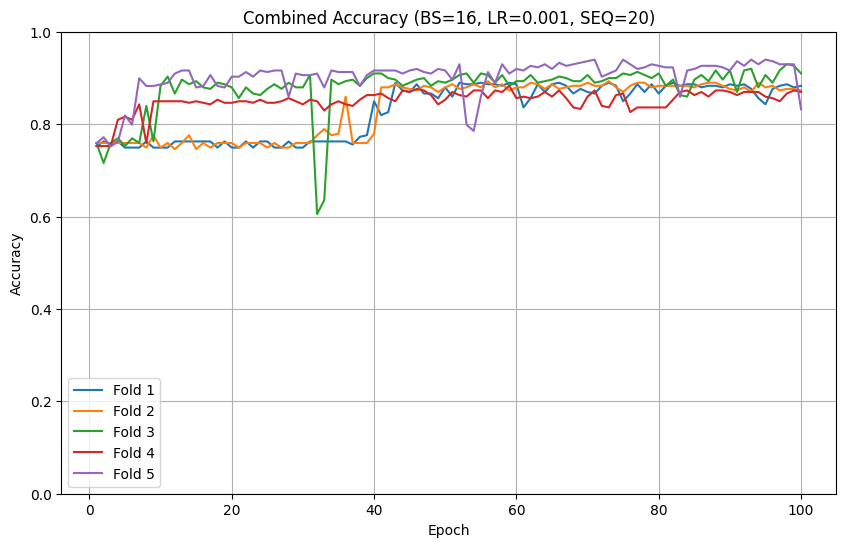 Combined Accuracy (BS=16, LR=0.001, SEQ=20)
1.0
0.8
0.6
0.4
0.2
0.0
Accuracy
Fold 1
Fold 2
Fold 3
Fold 4
Fold 5
0 20 40 60 80 100
Epoch